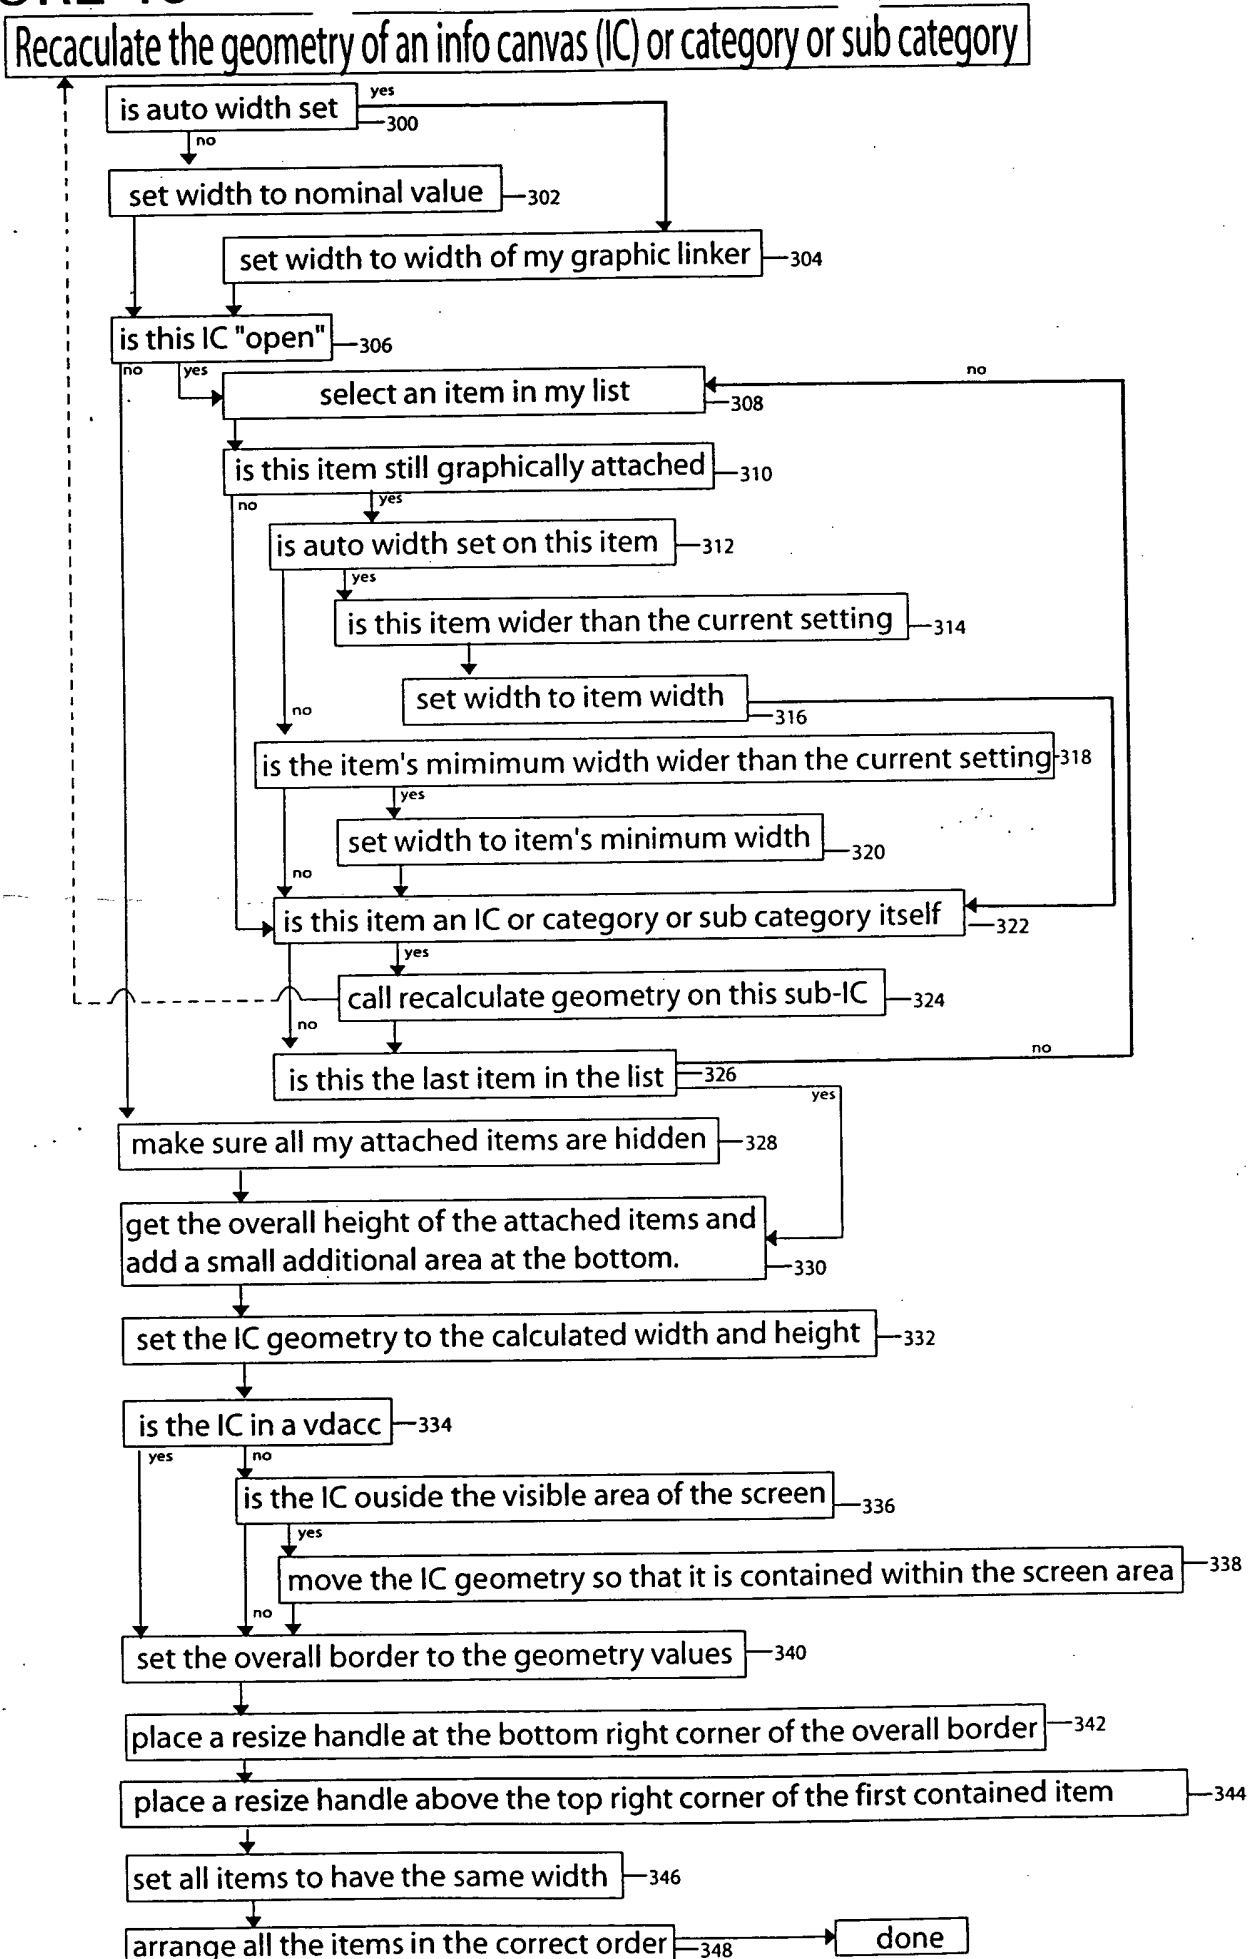 Recaculate the geometry of an info canvas (IC) or category or sub category
is auto width set
yes
300
no
set width to nominal value
302
set width to width of my graphic linker
304
is this IC "open"
306
no
yes
select an item in my list
no
308
is this item still graphically attached
310
no
yes
is auto width set on this item
312
yes
is this item wider than the current setting
314
set width to item width
316
no
is the item's mimimum width wider than the current setting
318
yes
set width to item's minimum width
320
no
is this item an IC or category or sub category itself
322
yes
call recalculate geometry on this sub-IC
324
no
is this the last item in the list
326
no
yes
make sure all my attached items are hidden
328
get the overall height of the attached items and
add a small additional area at the bottom.
330
set the IC geometry to the calculated width and height
332
is the IC in a vdacc
334
yes
no
is the IC ouside the visible area of the screen
336
yes
move the IC geometry so that it is contained within the screen area
338
no
set the overall border to the geometry values
340
place a resize handle at the bottom right corner of the overall border
342
place a resize handle above the top right corner of the first contained item
344
set all items to have the same width
346
arrange all the items in the correct order
348
done